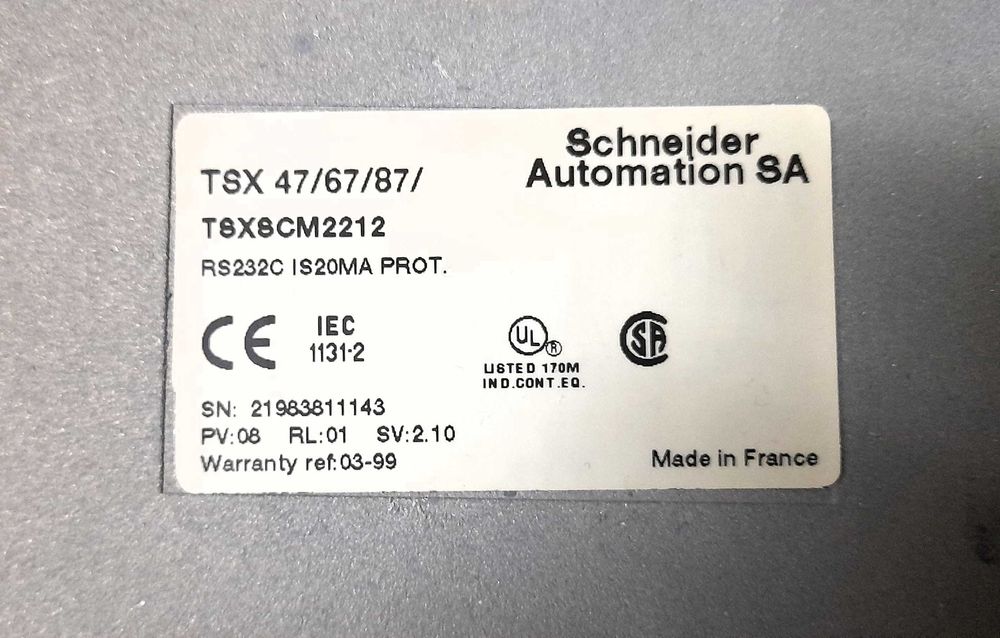 Schneider
Automation SA
TSX 47/67/87/
TSXSCM2212
RS232C IS20MA PROT.
CE
IEC
1131-2
UL ®
LISTED 170M
IND.CONT.EQ.
SA
SN: 21983811143
PV:08 RL:01 SV:2.10
Warranty ref:03-99
Made in France